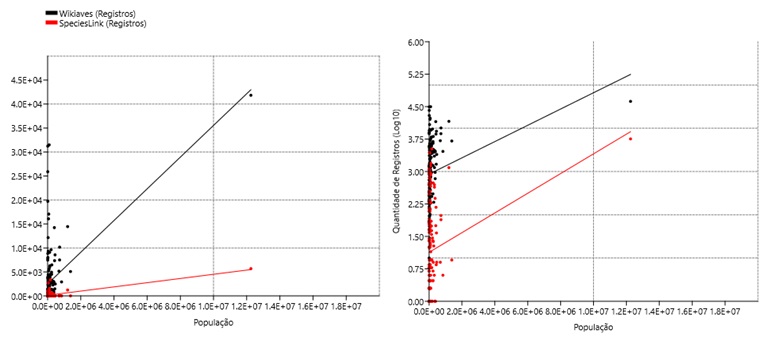 Wikiaves (Registros)
SpeciesLink (Registros)
4.5E+04
4.0E+04
3.5E+04
3.0E+04
2.5E+04
2.0E+04
1.5E+04
1.0E+04
5.0E+03
0.0E+00
0.0E+00 2.0E+06 4.0E+06 6.0E+06 8.0E+06 1.0E+07 1.2E+07 1.4E+07 1.6E+07 1.8E+07
População
Quantidade de Registros (Log10)
6.00
5.25
4.50
3.75
3.00
2.25
1.50
0.75
0.00
0.0E+00 2.0E+06 4.0E+06 6.0E+06 8.0E+06 1.0E+07 1.2E+07 1.4E+07 1.6E+07 1.8E+07
População